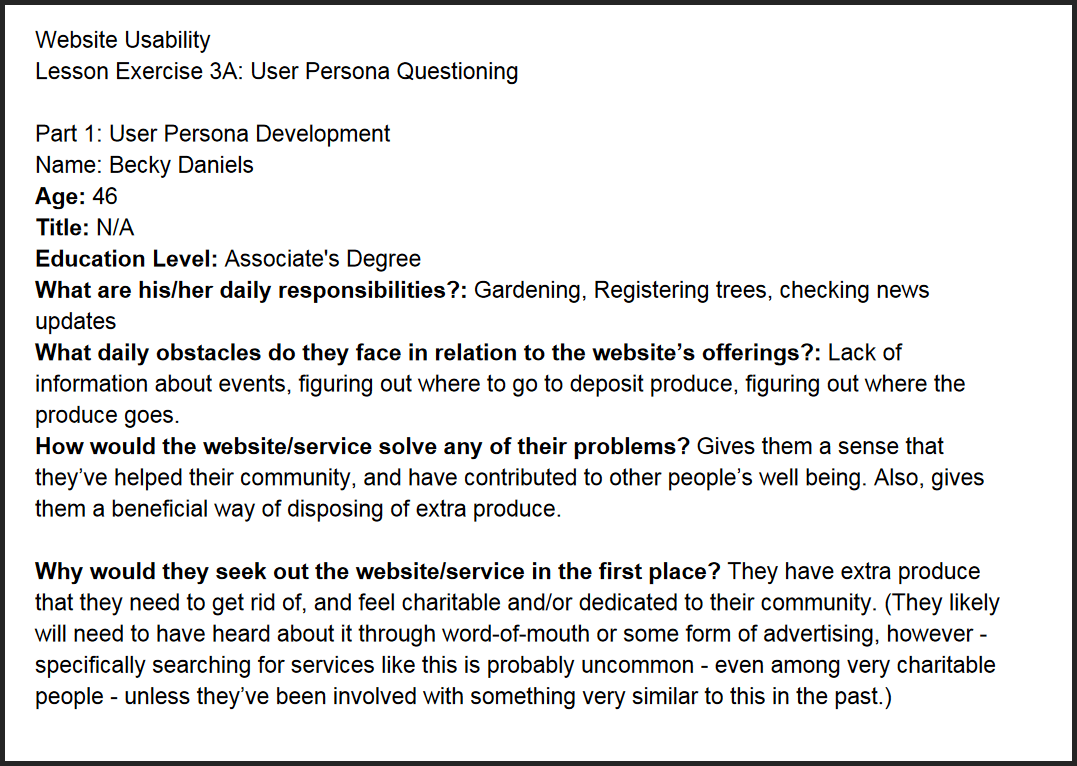 Website Usability
Lesson Exercise 3A: User Persona Questioning
Part 1: User Persona Development
Name: Becky Daniels
Age: 46
Title: N/A
Education Level: Associate's Degree
What are his/her daily responsibilities?: Gardening, Registering trees, checking news
updates
What daily obstacles do they face in relation to the website’s offerings?: Lack of
information about events, figuring out where to go to deposit produce, figuring out where the
produce goes.
How would the website/service solve any of their problems? Gives them a sense that
they’ve helped their community, and have contributed to other people’s well being. Also, gives
them a beneficial way of disposing of extra produce.
Why would they seek out the website/service in the first place? They have extra produce
that they need to get rid of, and feel charitable and/or dedicated to their community. (They likely
will need to have heard about it through word-of-mouth or some form of advertising, however -
specifically searching for services like this is probably uncommon - even among very charitable
people - unless they’ve been involved with something very similar to this in the past.)